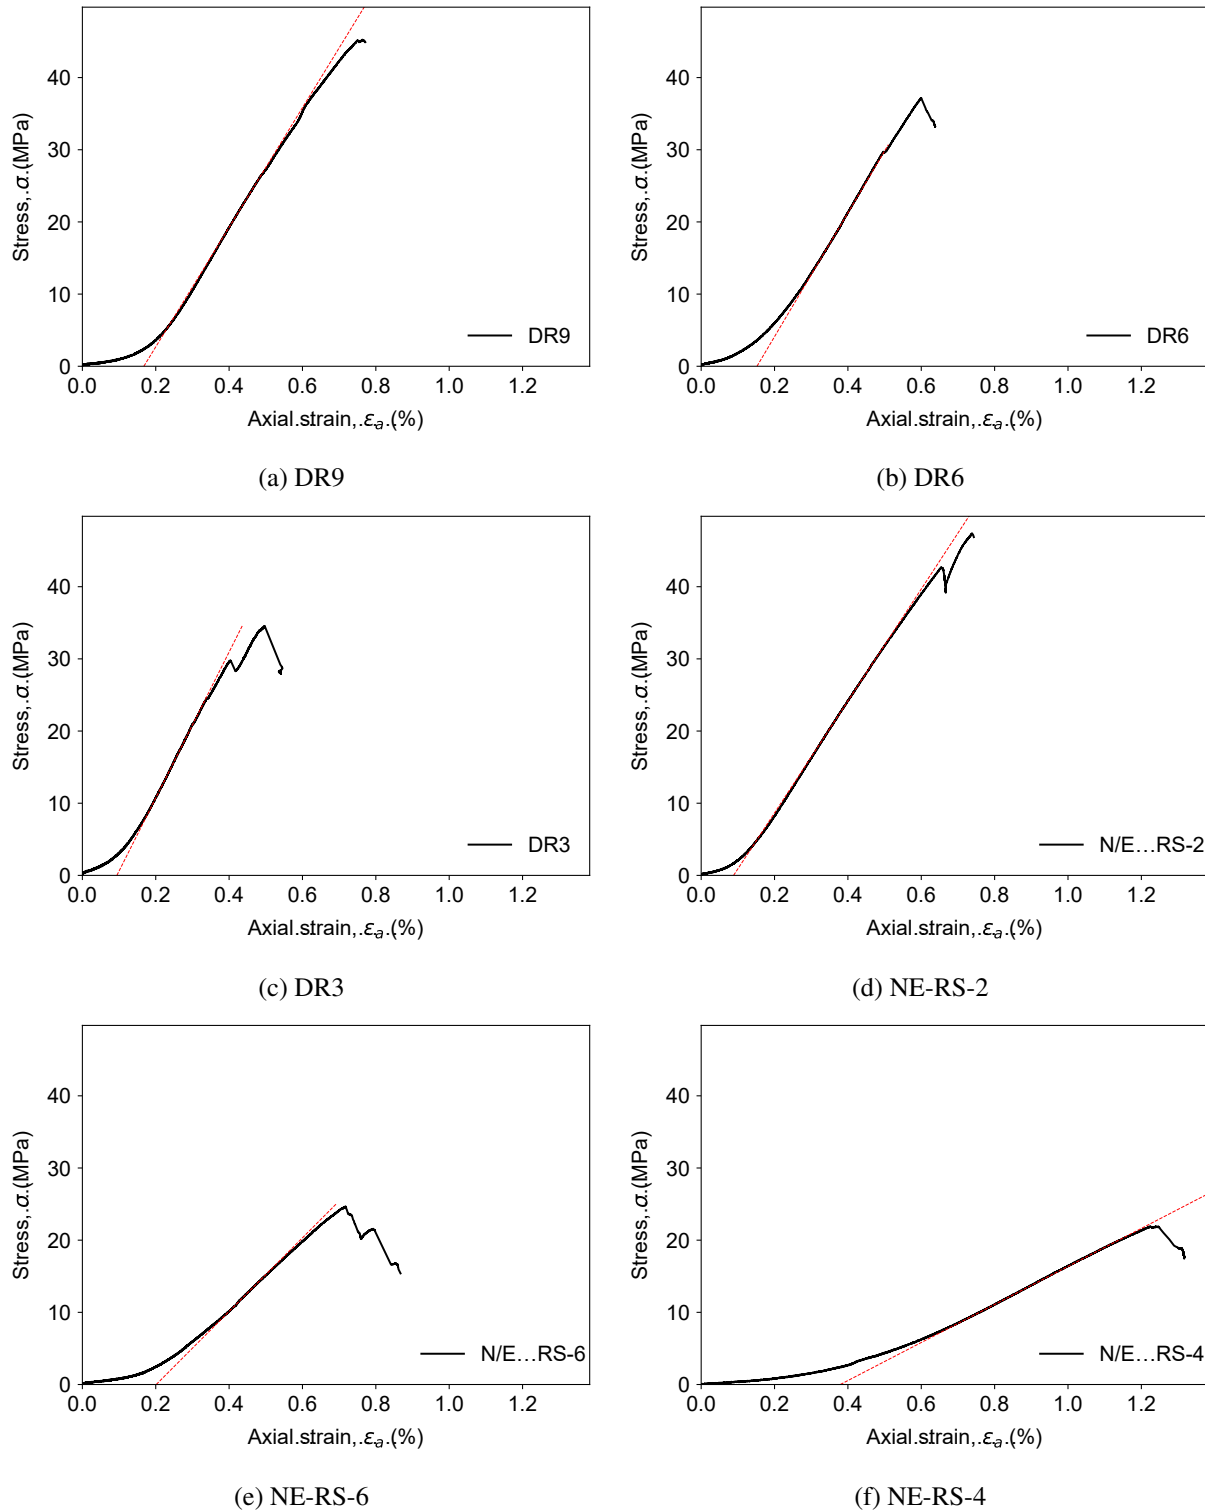 40
30
20
10
0
Stress,.α.(MPa)
DR9
0.0 0.2 0.4 0.6 0.8 1.0 1.2
Axial.strain,.εₐ.(%)
(a) DR9
40
30
20
10
0
Stress,.α.(MPa)
DR6
0.0 0.2 0.4 0.6 0.8 1.0 1.2
Axial.strain,.εₐ.(%)
(b) DR6
40
30
20
10
0
Stress,.α.(MPa)
DR3
0.0 0.2 0.4 0.6 0.8 1.0 1.2
Axial.strain,.εₐ.(%)
(c) DR3
40
30
20
10
0
Stress,.α.(MPa)
N/E...RS-2
0.0 0.2 0.4 0.6 0.8 1.0 1.2
Axial.strain,.εₐ.(%)
(d) NE-RS-2
40
30
20
10
0
Stress,.α.(MPa)
N/E...RS-6
0.0 0.2 0.4 0.6 0.8 1.0 1.2
Axial.strain,.εₐ.(%)
(e) NE-RS-6
40
30
20
10
0
Stress,.α.(MPa)
N/E...RS-4
0.0 0.2 0.4 0.6 0.8 1.0 1.2
Axial.strain,.εₐ.(%)
(f) NE-RS-4